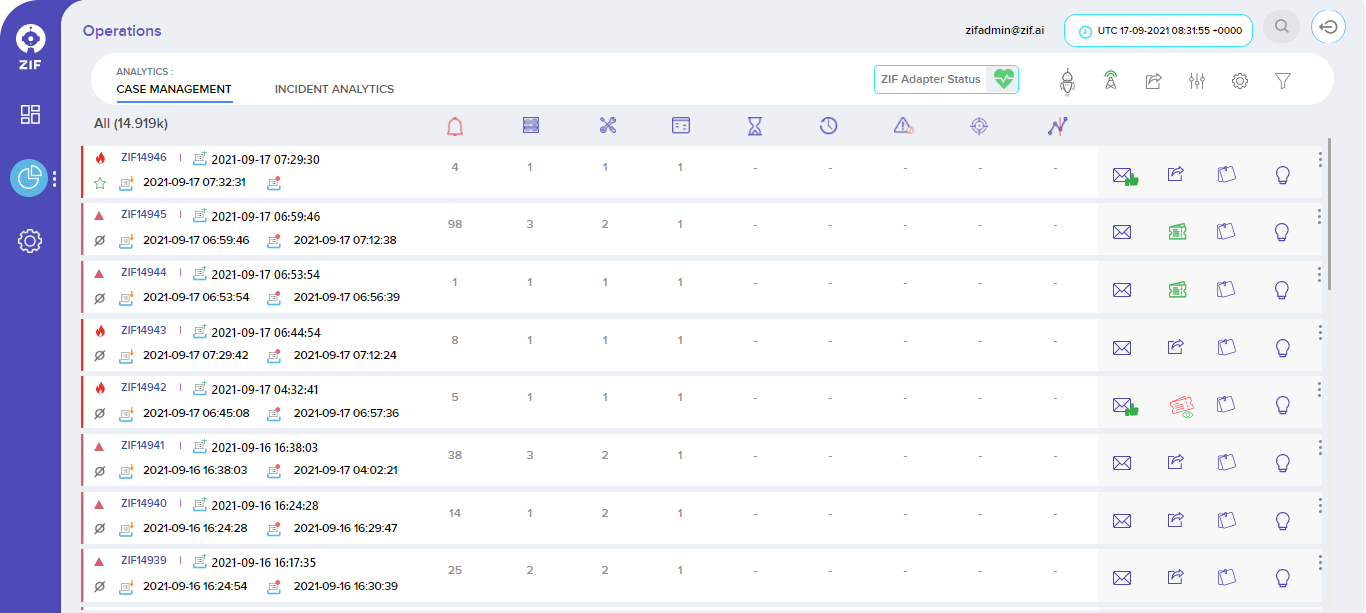 Operations
zifadmin@zif.ai
UTC 17-09-2021 08:31:55 +0000
ZIF
ANALYTICS :
CASE MANAGEMENT
INCIDENT ANALYTICS
ZIF Adapter Status
All (14.919k)
ZIF14946 | 2021-09-17 07:29:30
4 1 1 1 - - - - -
2021-09-17 07:32:31
ZIF14945 | 2021-09-17 06:59:46
98 3 2 1 - - - - -
2021-09-17 06:59:46 2021-09-17 07:12:38
ZIF14944 | 2021-09-17 06:53:54
1 1 1 1 - - - - -
2021-09-17 06:53:54 2021-09-17 06:56:39
ZIF14943 | 2021-09-17 06:44:54
8 1 1 1 - - - - -
2021-09-17 07:29:42 2021-09-17 07:12:24
ZIF14942 | 2021-09-17 04:32:41
5 1 1 1 - - - - -
2021-09-17 06:45:08 2021-09-17 06:57:36
ZIF14941 | 2021-09-16 16:38:03
38 3 2 1 - - - - -
2021-09-16 16:38:03 2021-09-17 04:02:21
ZIF14940 | 2021-09-16 16:24:28
14 1 2 1 - - - - -
2021-09-16 16:24:28 2021-09-16 16:29:47
ZIF14939 | 2021-09-16 16:17:35
25 2 2 1 - - - - -
2021-09-16 16:24:54 2021-09-16 16:30:39